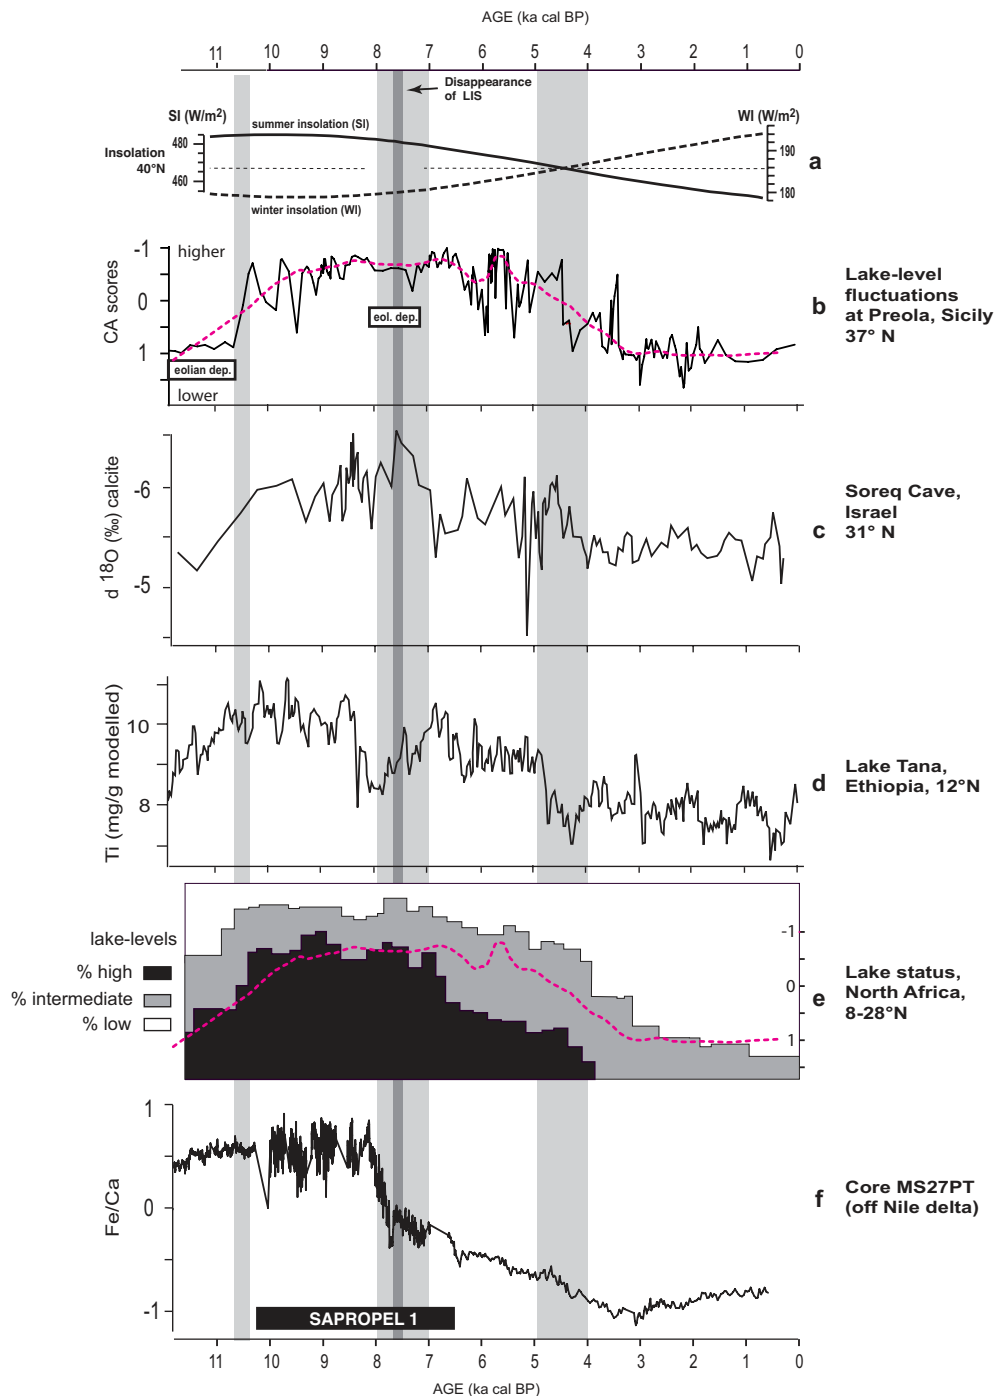 AGE (ka cal BP)
11 10 9 8 7 6 5 4 3 2 1 0
Disappearance
of LIS
SI (W/m2)
WI (W/m2)
summer insolation (SI)
480
190
Insolation
40°N
a
460
180
winter insolation (WI)
-1
higher
CA scores
0
eol. dep.
1
eolian dep.
lower
b
Lake-level
fluctuations
at Preola, Sicily
37° N
d 18O (‰) calcite
-6
-5
c
Soreq Cave,
Israel
31° N
Ti (mg/g modelled)
10
8
d
Lake Tana,
Ethiopia, 12°N
lake-levels
% high
% intermediate
% low
-1
0
1
e
Lake status,
North Africa,
8-28°N
Fe/Ca
1
0
-1
f
Core MS27PT
(off Nile delta)
SAPROPEL 1
11 10 9 8 7 6 5 4 3 2 1 0
AGE (ka cal BP)